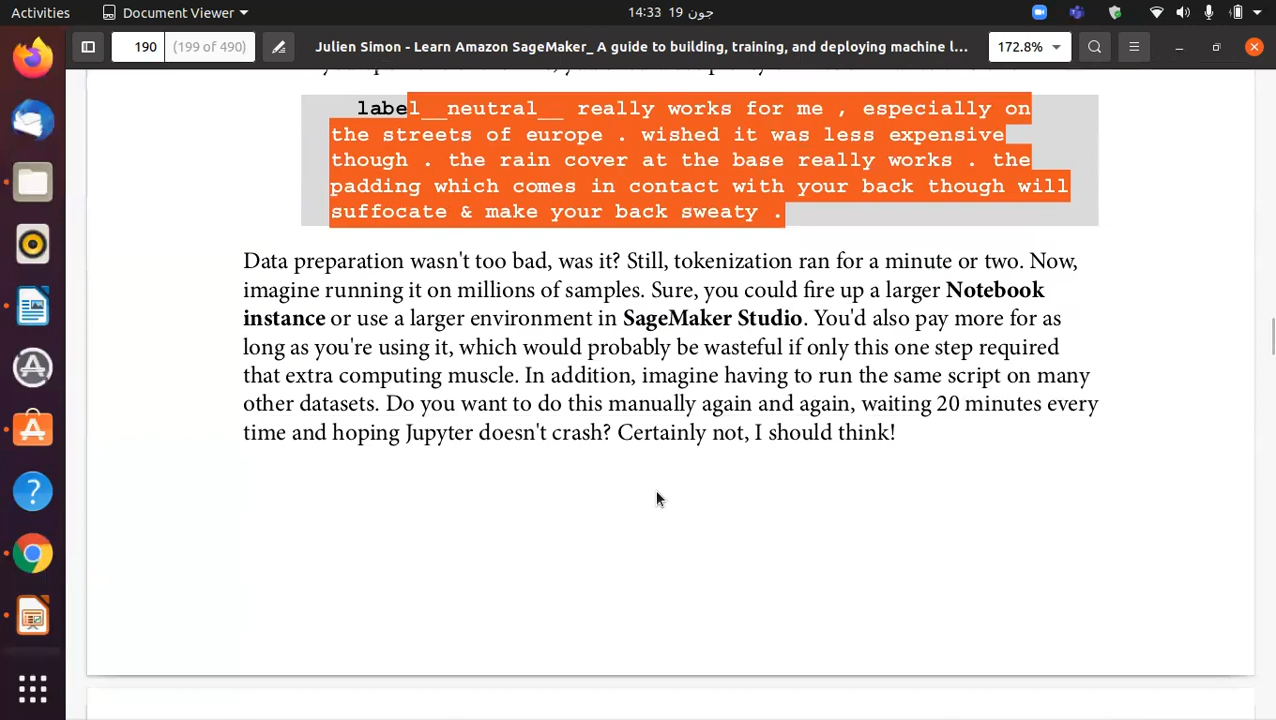 Activities
Document Viewer
14:33 19 جون
190
(199 of 490)
Julien Simon - Learn Amazon SageMaker_ A guide to building, training, and deploying machine l...
172.8%
label__neutral__ really works for me , especially on
the streets of europe . wished it was less expensive
though . the rain cover at the base really works . the
padding which comes in contact with your back though will
suffocate & make your back sweaty .
Data preparation wasn't too bad, was it? Still, tokenization ran for a minute or two. Now,
imagine running it on millions of samples. Sure, you could fire up a larger Notebook
instance or use a larger environment in SageMaker Studio. You'd also pay more for as
long as you're using it, which would probably be wasteful if only this one step required
that extra computing muscle. In addition, imagine having to run the same script on many
other datasets. Do you want to do this manually again and again, waiting 20 minutes every
time and hoping Jupyter doesn't crash? Certainly not, I should think!